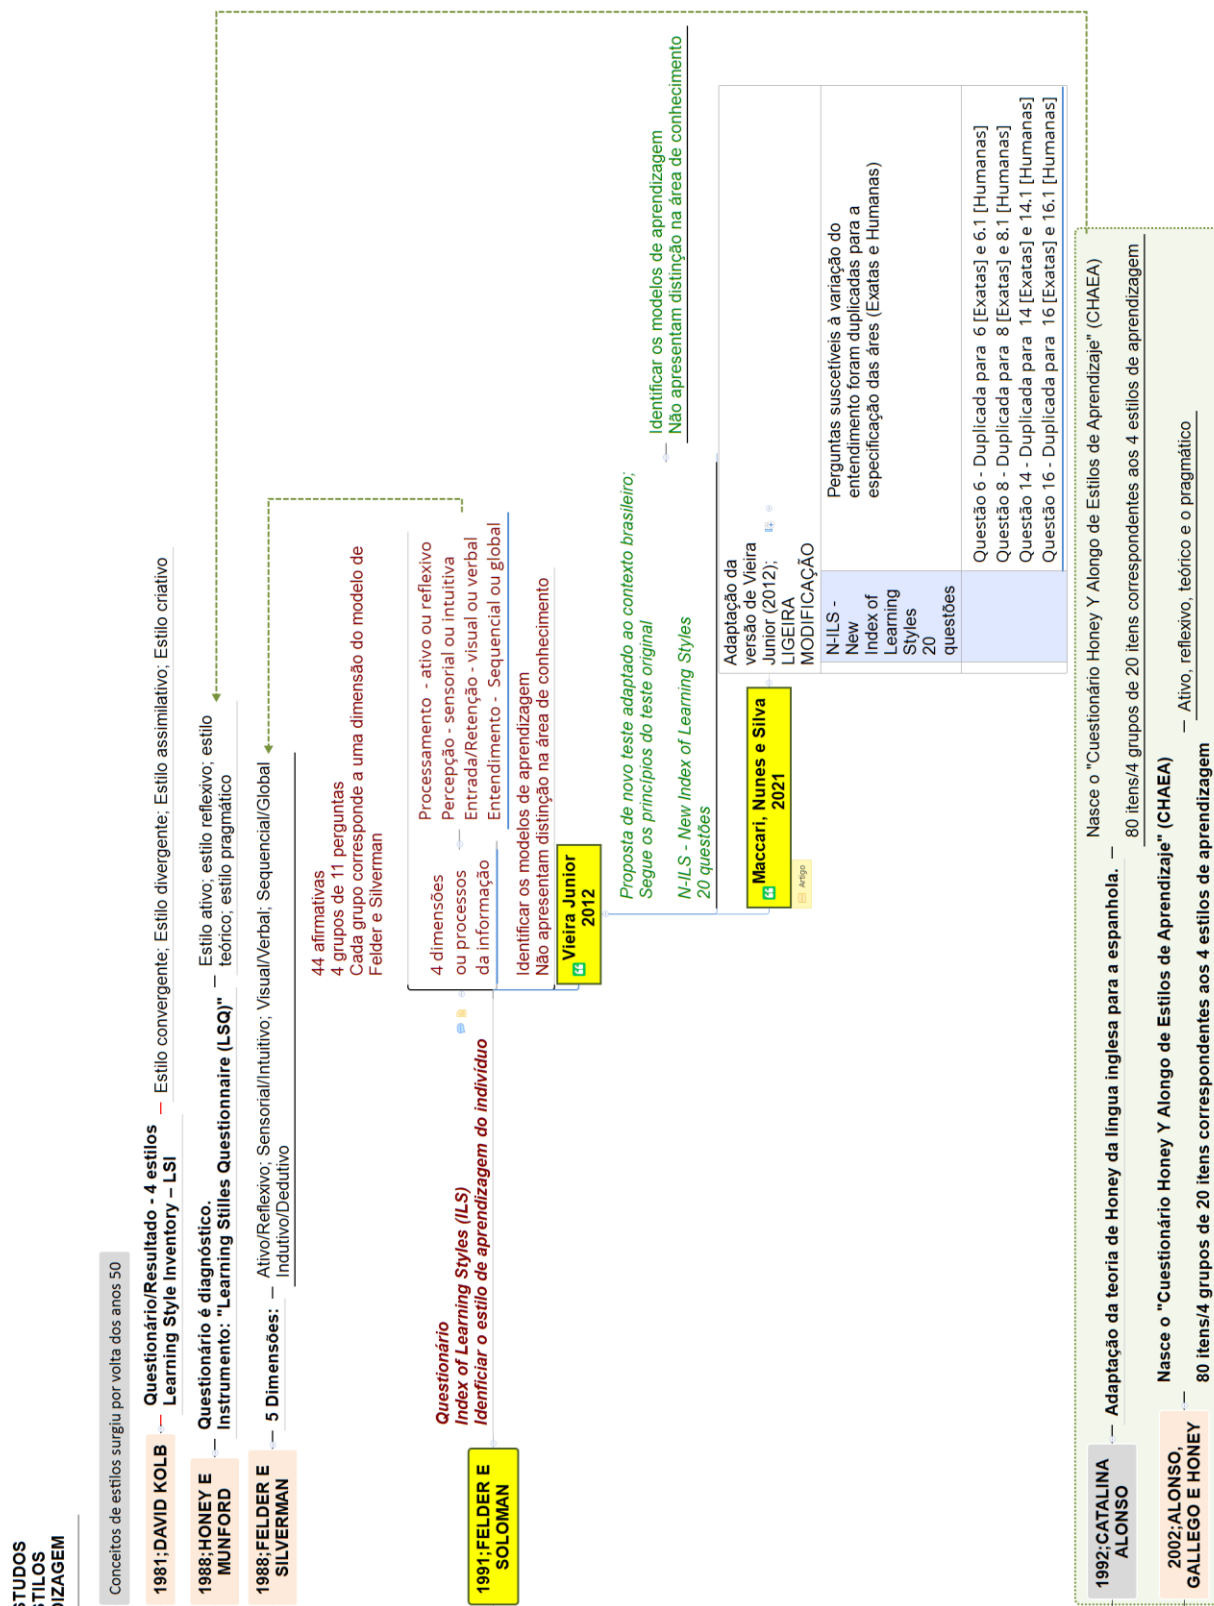 STUDOS
STILOS
DIZAGEM
Conceitos de estilos surgiu por volta dos anos 50
1981;DAVID KOLB
Questionário/Resultado - 4 estilos
Learning Style Inventory – LSI
Estilo convergente; Estilo divergente; Estilo assimilativo; Estilo criativo
1988;HONEY E
MUNFORD
Questionário é diagnóstico.
Instrumento: "Learning Stilles Questionnaire (LSQ)"
Estilo ativo; estilo reflexivo; estilo
teórico; estilo pragmático
1988;FELDER E
SILVERMAN
5 Dimensões:
Ativo/Reflexivo; Sensorial/Intuitivo; Visual/Verbal; Sequencial/Global
Indutivo/Dedutivo
1991;FELDER E
SOLOMAN
Questionário
Index of Learning Styles (ILS)
Idenficiar o estilo de aprendizagem do indivíduo
44 afirmativas
4 grupos de 11 perguntas
Cada grupo corresponde a uma dimensão do modelo de
Felder e Silverman
4 dimensões
ou processos
da informação
Processamento - ativo ou reflexivo
Percepção - sensorial ou intuitiva
Entrada/Retenção - visual ou verbal
Entendimento - Sequencial ou global
Identificar os modelos de aprendizagem
Não apresentam distinção na área de conhecimento
Vieira Junior
2012
Proposta de novo teste adaptado ao contexto brasileiro;
Segue os princípios do teste original
N-ILS - New Index of Learning Styles
20 questões
Identificar os modelos de aprendizagem
Não apresentam distinção na área de conhecimento
Maccari, Nunes e Silva
2021
Artigo
Adaptação da
versão de Vieira
Junior (2012);
LIGEIRA
MODIFICAÇÃO
N-ILS -
New
Index of
Learning
Styles
20
questões
Perguntas suscetíveis à variação do
entendimento foram duplicadas para a
especificação das áres (Exatas e Humanas)
Questão 6 - Duplicada para 6 [Exatas] e 6.1 [Humanas]
Questão 8 - Duplicada para 8 [Exatas] e 8.1 [Humanas]
Questão 14 - Duplicada para 14 [Exatas] e 14.1 [Humanas]
Questão 16 - Duplicada para 16 [Exatas] e 16.1 [Humanas]
1992;CATALINA
ALONSO
Adaptação da teoria de Honey da língua inglesa para a espanhola.
Nasce o "Cuestionário Honey Y Alongo de Estilos de Aprendizaje" (CHAEA)
80 itens/4 grupos de 20 itens correspondentes aos 4 estilos de aprendizagem
2002;ALONSO,
GALLEGO E HONEY
Nasce o "Cuestionário Honey Y Alongo de Estilos de Aprendizaje" (CHAEA)
80 itens/4 grupos de 20 itens correspondentes aos 4 estilos de aprendizagem
Ativo, reflexivo, teórico e o pragmático